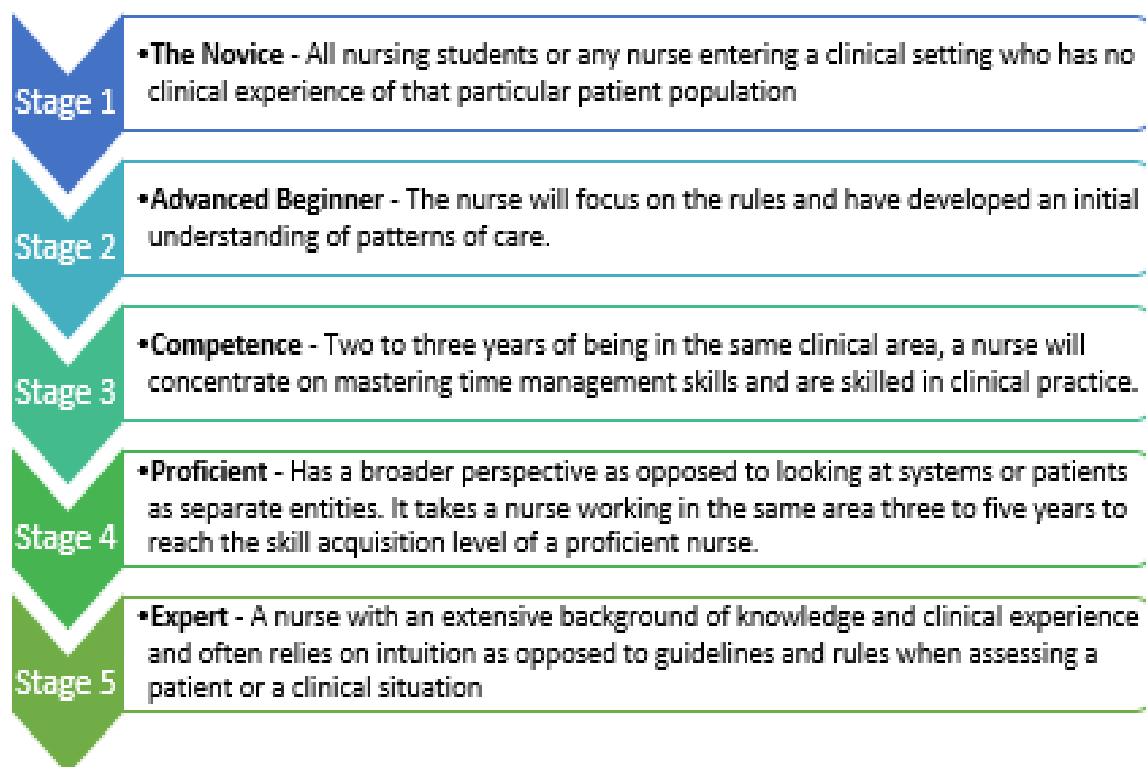 Stage 1
•The Novice - All nursing students or any nurse entering a clinical setting who has no
clinical experience of that particular patient population
Stage 2
•Advanced Beginner - The nurse will focus on the rules and have developed an initial
understanding of patterns of care.
Stage 3
•Competence - Two to three years of being in the same clinical area, a nurse will
concentrate on mastering time management skills and are skilled in clinical practice.
Stage 4
•Proficient - Has a broader perspective as opposed to looking at systems or patients
as separate entities. It takes a nurse working in the same area three to five years to
reach the skill acquisition level of a proficient nurse.
Stage 5
•Expert - A nurse with an extensive background of knowledge and clinical experience
and often relies on intuition as opposed to guidelines and rules when assessing a
patient or a clinical situation